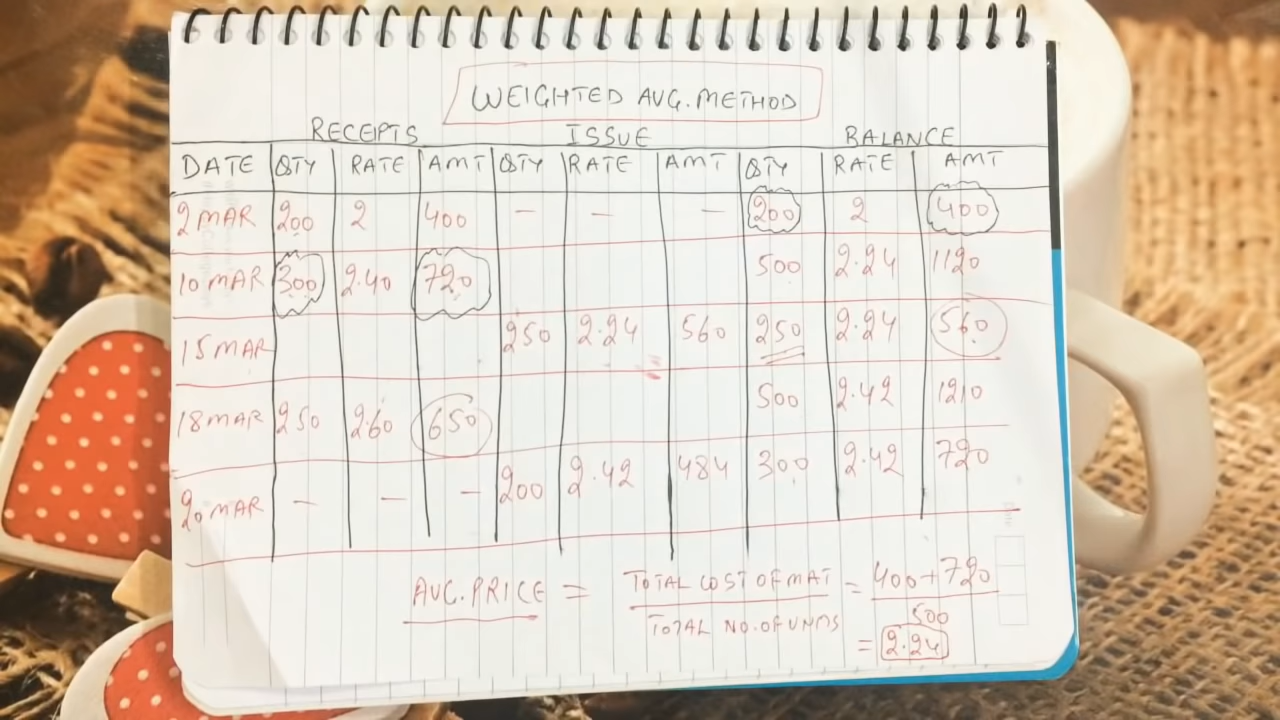 WEIGHTED AVG. METHOD
RECEIPTS ISSUE BALANCE
DATE QTY RATE AMT QTY RATE AMT QTY RATE AMT
2 MAR 200 2 400 — — — 200 2 400
10 MAR 300 2.40 720 500 2.24 1120
15 MAR 250 2.24 560 250 2.24 560
18 MAR 250 2.60 650 500 2.42 1210
20 MAR — — — 200 2.42 484 300 2.42 720
AVG. PRICE = TOTAL COST OF MAT = 400 + 720
TOTAL NO. OF UNITS 500
= 2.24